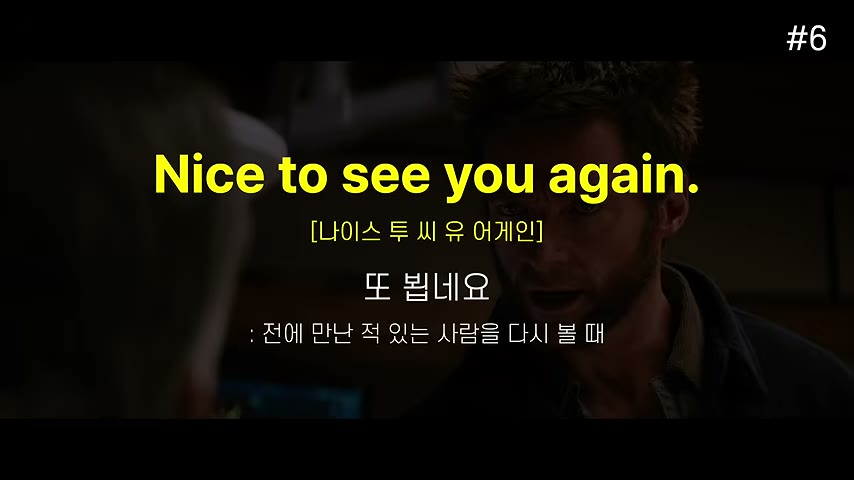 #6
Nice to see you again.
[나이스 투 씨 유 어게인]
또 뵙네요
: 전에 만난 적 있는 사람을 다시 볼 때